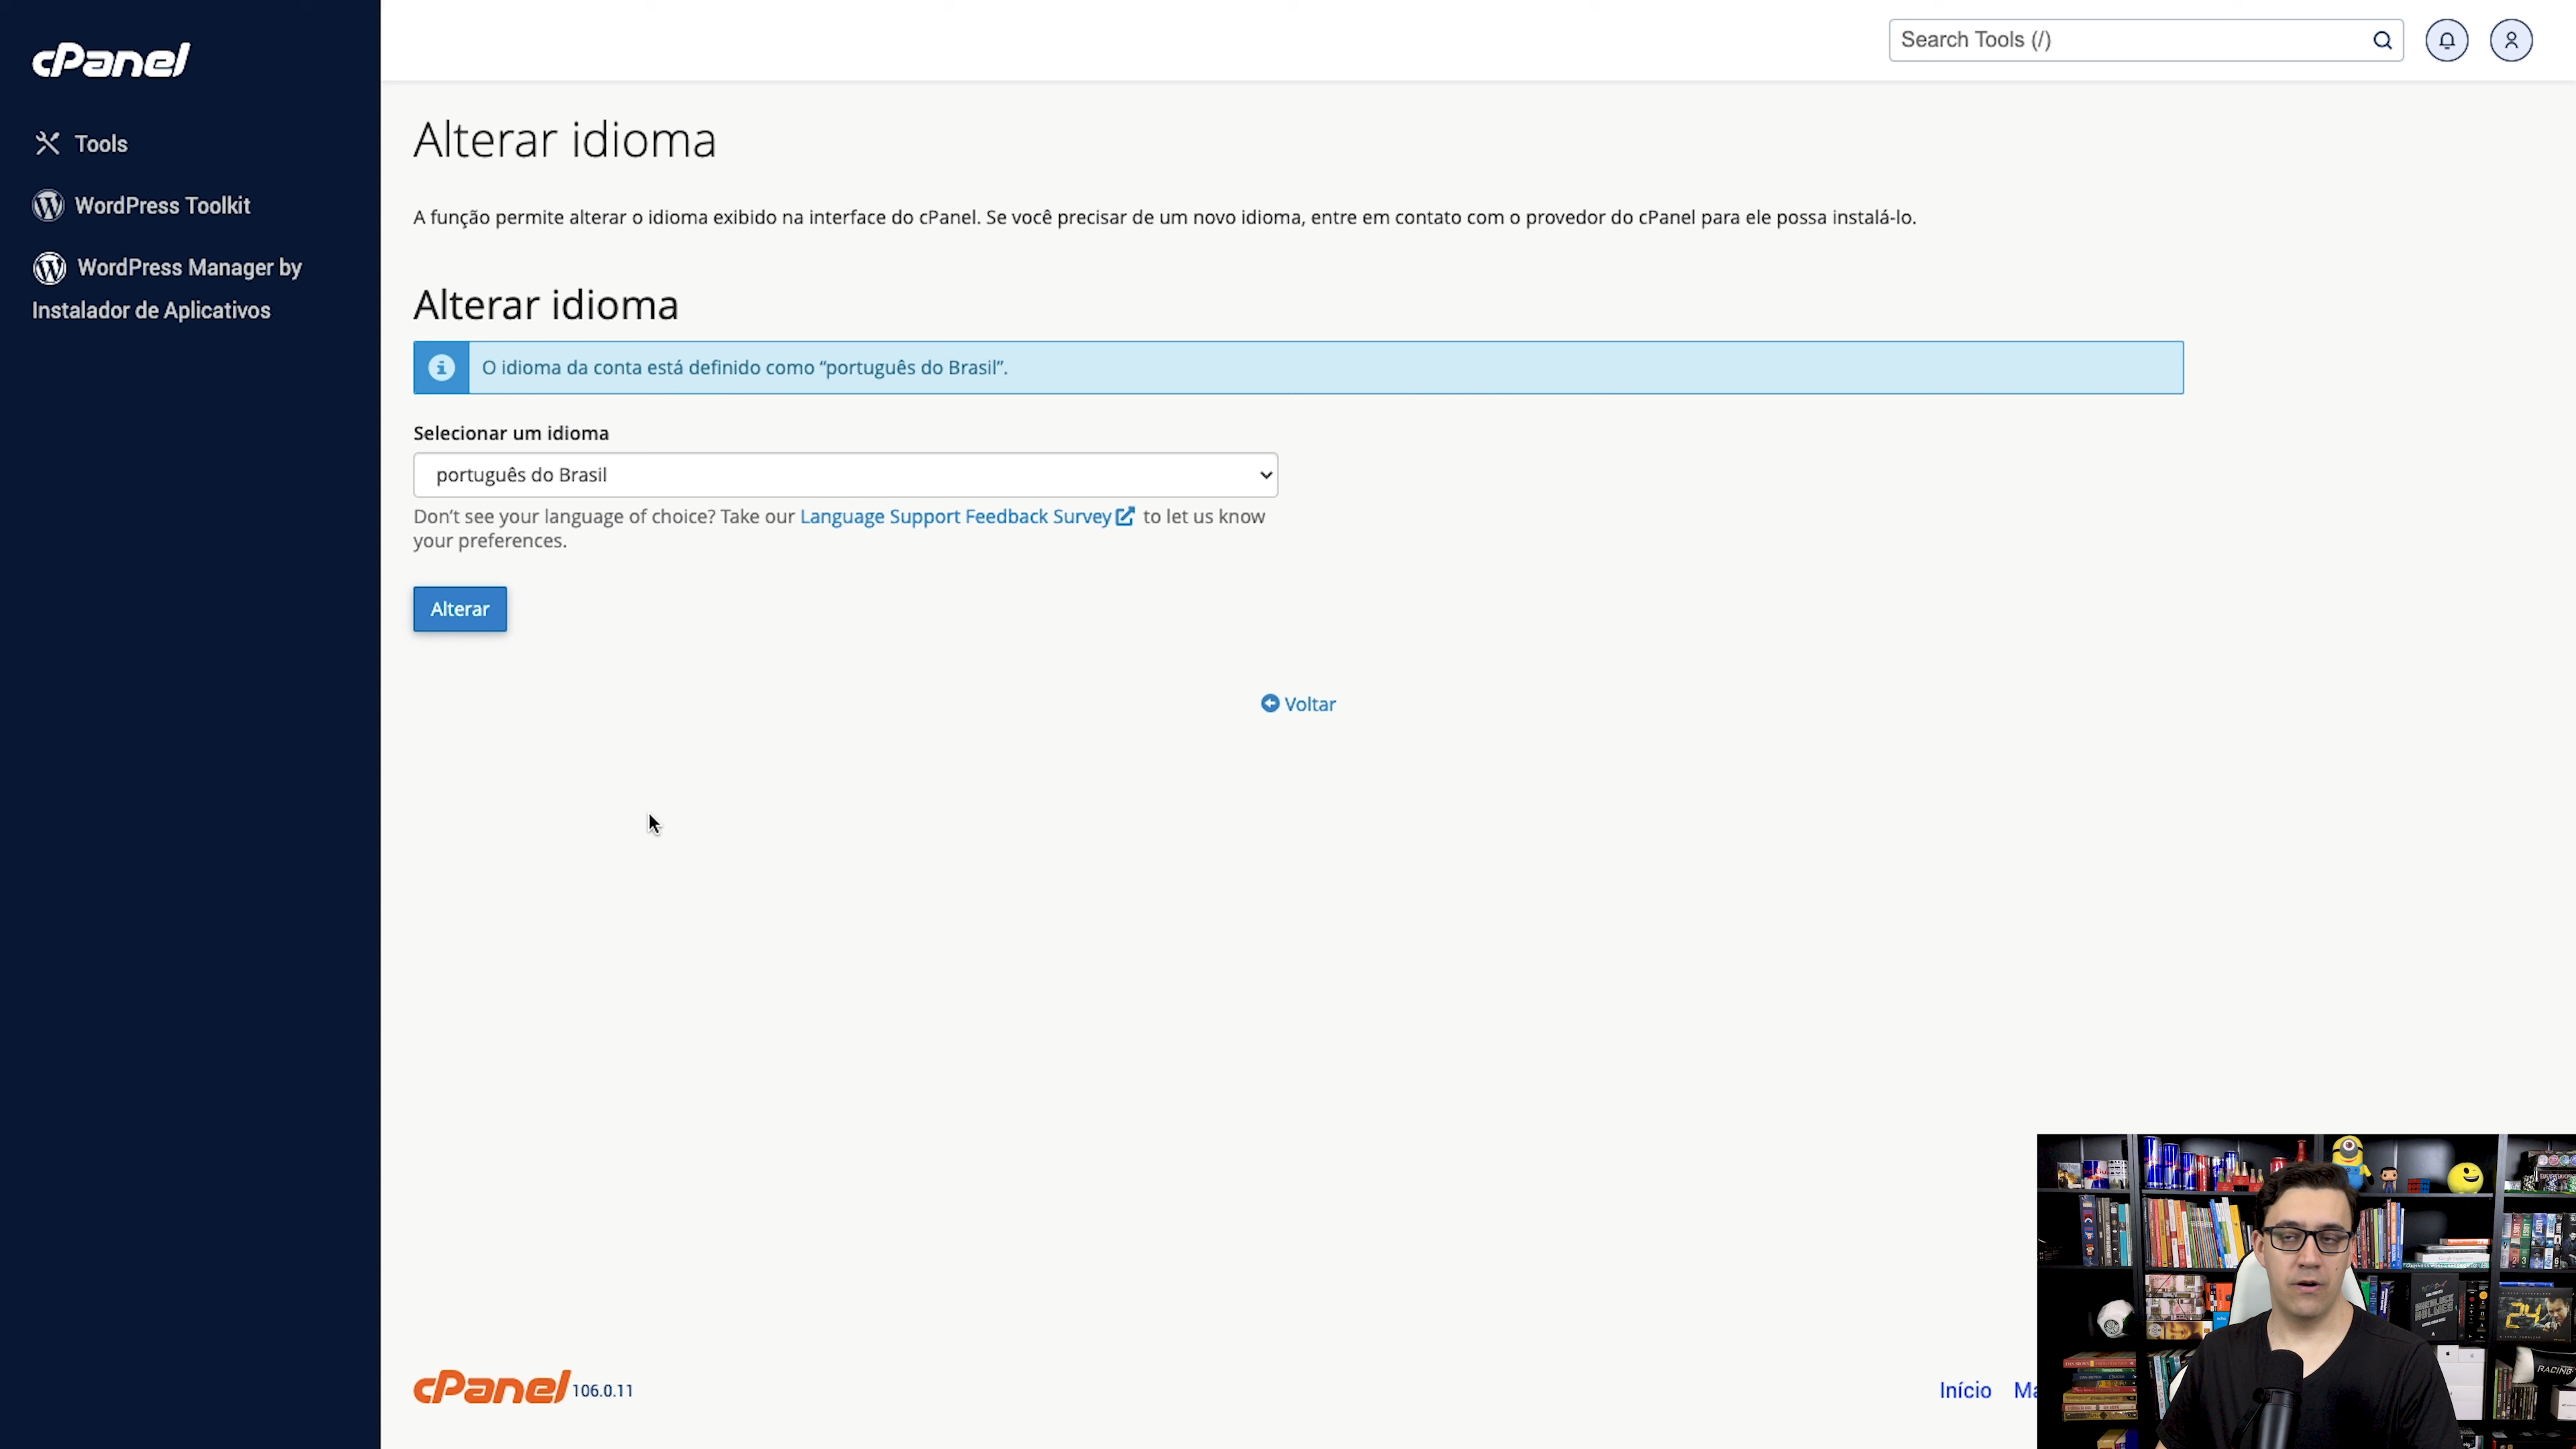 cPanel
Search Tools (/)
Tools
WordPress Toolkit
WordPress Manager by
Instalador de Aplicativos
Alterar idioma
A função permite alterar o idioma exibido na interface do cPanel. Se você precisar de um novo idioma, entre em contato com o provedor do cPanel para ele possa instalá-lo.
Alterar idioma
O idioma da conta está definido como “português do Brasil”.
Selecionar um idioma
português do Brasil
Don’t see your language of choice? Take our Language Support Feedback Survey to let us know
your preferences.
Alterar
Voltar
cPanel 106.0.11
Início
RACING
24